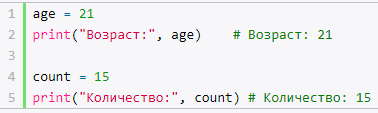 1 age = 21
2 print("Возраст:", age)    # Возраст: 21
3
4 count = 15
5 print("Количество:", count) # Количество: 15